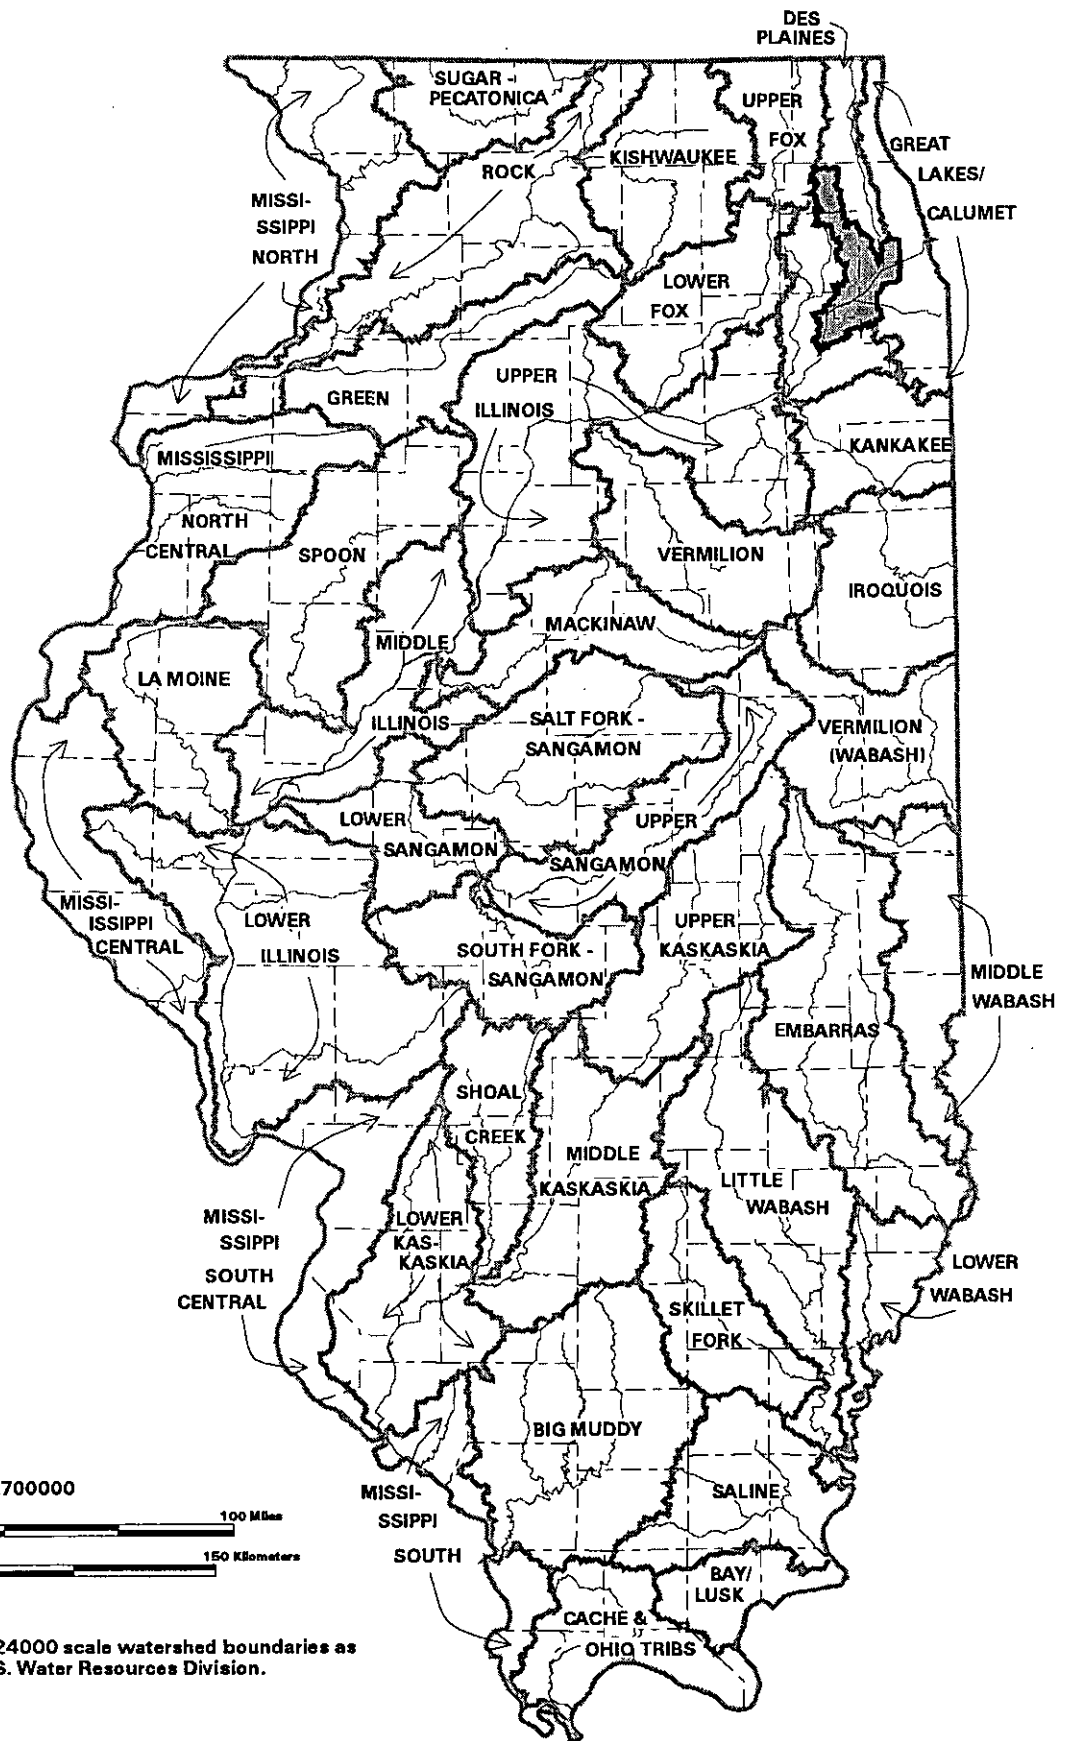 DES
PLAINES
SUGAR -
PECATONICA
UPPER
FOX
GREAT
LAKES/
CALUMET
KISHWAUKEE
ROCK
MISSI-
SSIPPI
NORTH
LOWER
FOX
UPPER
ILLINOIS
GREEN
KANKAKEE
MISSISSIPPI
NORTH
CENTRAL
SPOON
VERMILION
IROQUOIS
MACKINAW
MIDDLE
ILLINOIS
LA MOINE
SALT FORK -
SANGAMON
VERMILION
(WABASH)
LOWER
SANGAMON
UPPER
SANGAMON
MISSI-
ISSIPPI
CENTRAL
LOWER
ILLINOIS
SOUTH FORK -
SANGAMON
UPPER
KASKASKIA
MIDDLE
WABASH
EMBARRAS
SHOAL
CREEK
MIDDLE
KASKASKIA
LITTLE
WABASH
MISSI-
SSIPPI
SOUTH
CENTRAL
LOWER
KAS-
KASKIA
LOWER
WABASH
SKILLET
FORK
BIG MUDDY
SALINE
MISSI-
SSIPPI
SOUTH
BAY/
LUSK
CACHE &
OHIO TRIBS
700000
100 Miles
150 Kilometers
24000 scale watershed boundaries as
S. Water Resources Division.